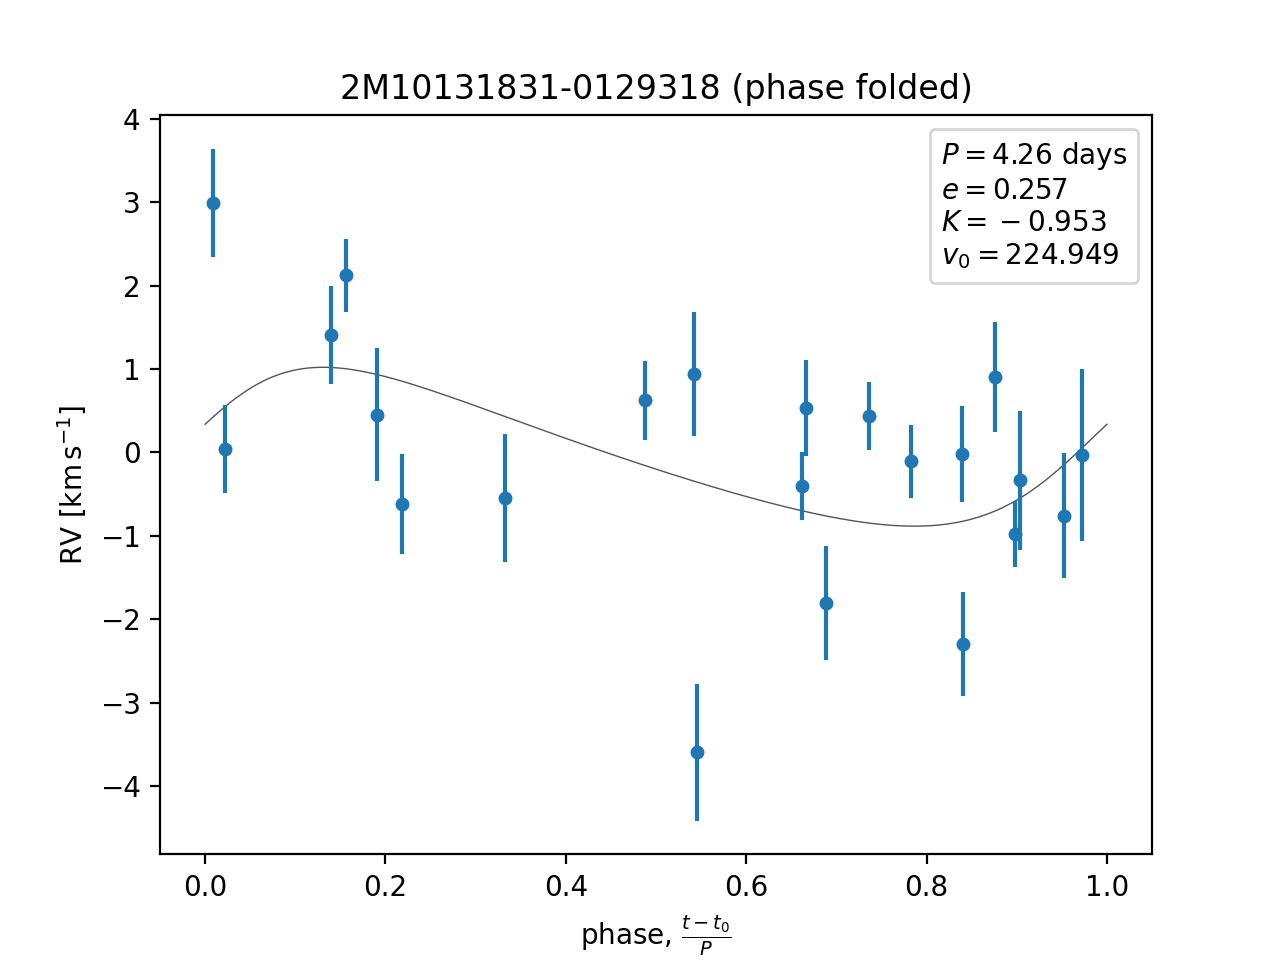 2M10131831-0129318 (phase folded)
P = 4.26 days
e = 0.257
K = −0.953
v₀ = 224.949
4
3
2
1
0
−1
−2
−3
−4
RV [km s⁻¹]
0.0 0.2 0.4 0.6 0.8 1.0
phase, (t − t₀)/P